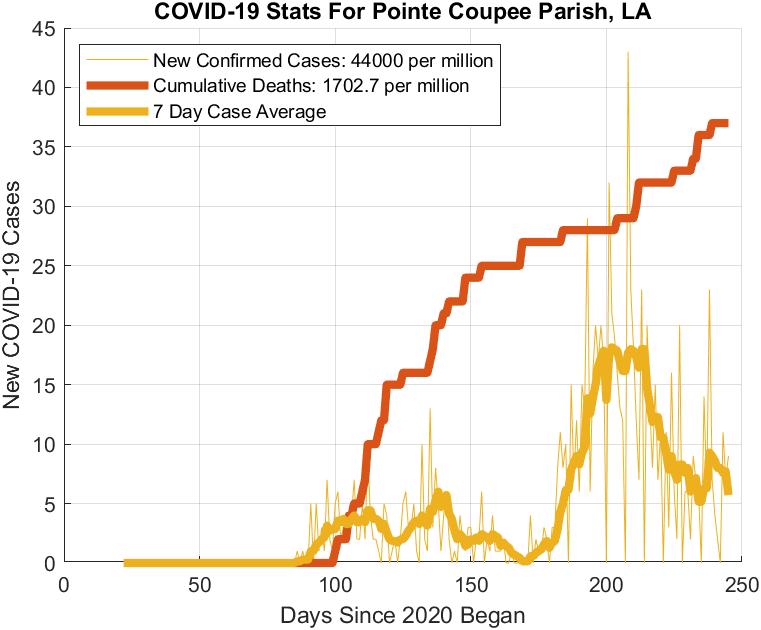 COVID-19 Stats For Pointe Coupee Parish, LA
New Confirmed Cases: 44000 per million
Cumulative Deaths: 1702.7 per million
7 Day Case Average
New COVID-19 Cases
45
40
35
30
25
20
15
10
5
0
0 50 100 150 200 250
Days Since 2020 Began